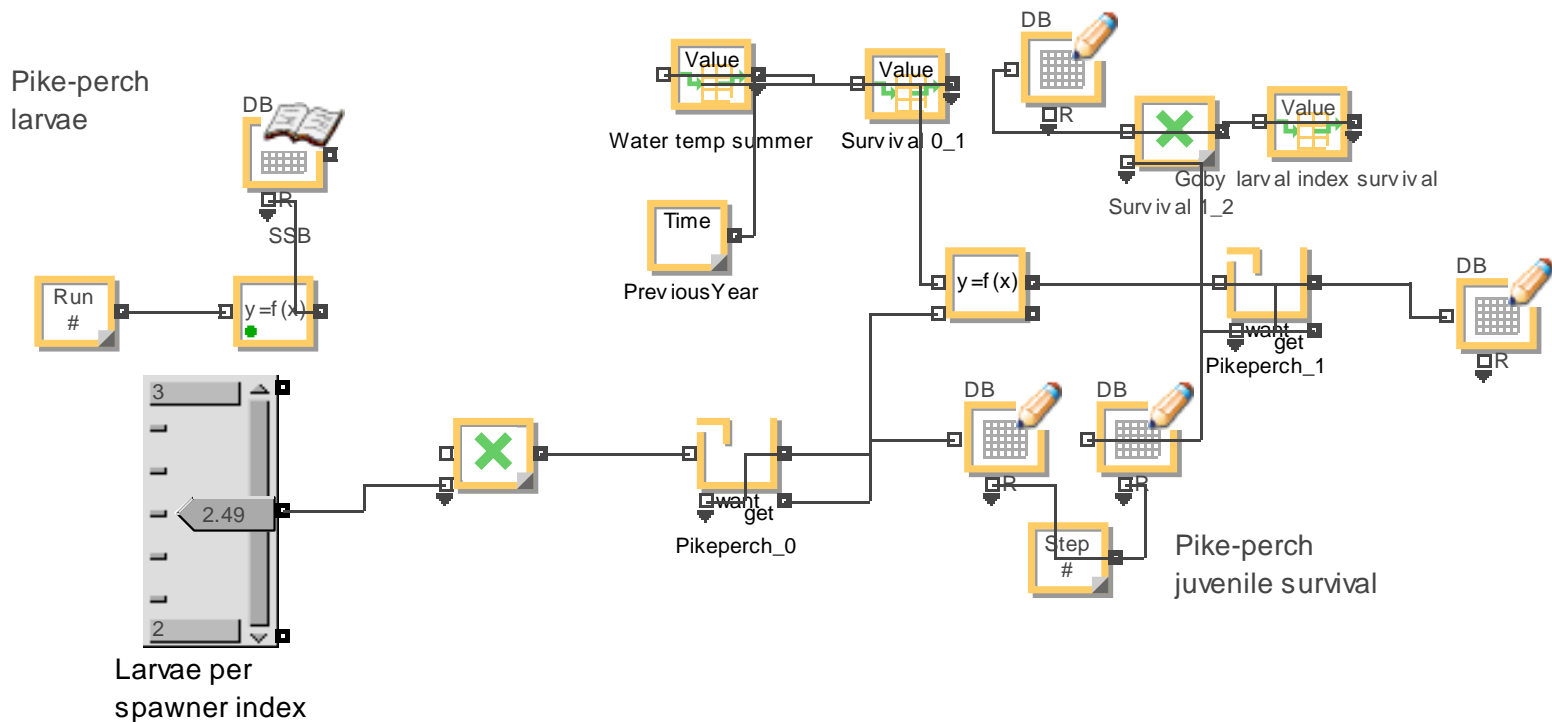 Pike-perch
larvae
DB
R
SSB
Run
#
y=f(x)
3
2.49
2
Larvae per
spawner index
Value
Water temp summer
Value
Survival 0_1
Time
PreviousYear
DB
R
Value
Goby larval index survival
Survival 1_2
y=f(x)
want
get
Pikeperch_1
DB
R
want
get
Pikeperch_0
DB
R
DB
R
Step
#
Pike-perch
juvenile survival